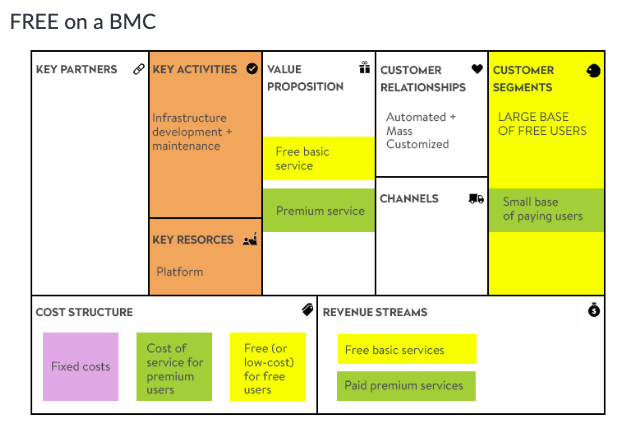 FREE on a BMC
KEY PARTNERS
KEY ACTIVITIES
Infrastructure
development +
maintenance
KEY RESORCES
Platform
VALUE
PROPOSITION
Free basic
service
Premium service
CUSTOMER
RELATIONSHIPS
Automated +
Mass
Customized
CHANNELS
CUSTOMER
SEGMENTS
LARGE BASE
OF FREE USERS
Small base
of paying users
COST STRUCTURE
Fixed costs
Cost of
service for
premium
users
Free (or
low-cost)
for free
users
REVENUE STREAMS
$
Free basic services
Paid premium services